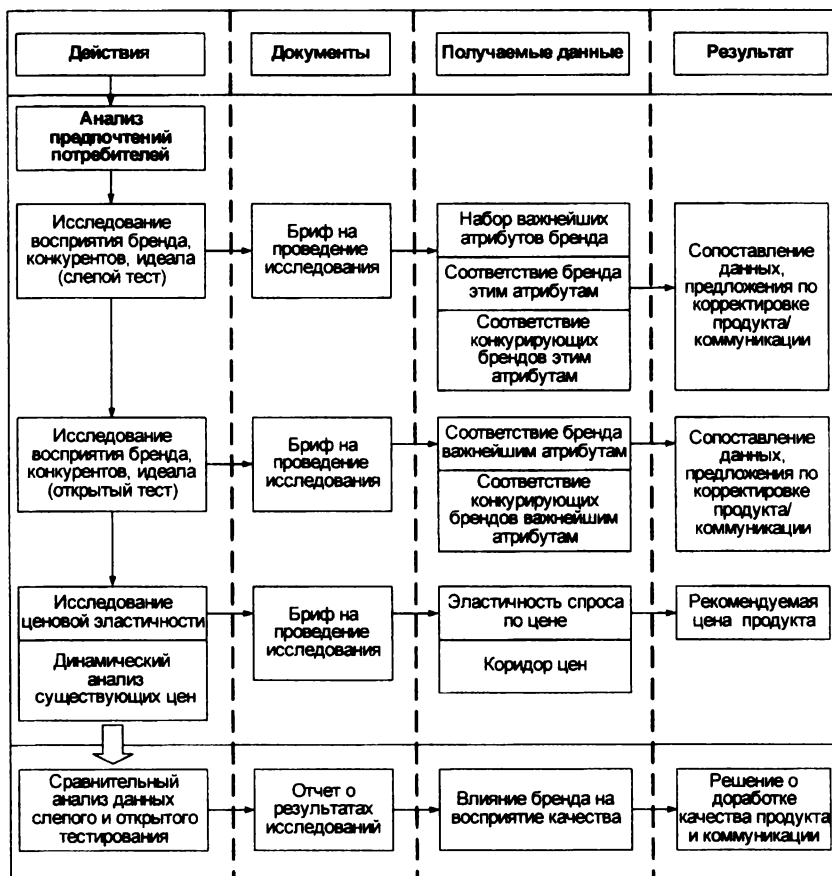 Действия
Документы
Получаемые данные
Результат
Анализ
предпочтений
потребителей
Исследование
восприятия бренда,
конкурентов, идеала
(слепой тест)
Бриф на
проведение
исследования
Набор важнейших
атрибутов бренда
Соответствие бренда
этим атрибутам
Соответствие
конкурирующих
брендов этим
атрибутам
Сопоставление
данных,
предложения по
корректировке
продукта/
коммуникации
Исследование
восприятия бренда,
конкурентов, идеала
(открытый тест)
Бриф на
проведение
исследования
Соответствие бренда
важнейшим атрибутам
Соответствие
конкурирующих
брендов важнейшим
атрибутам
Сопоставление
данных,
предложения по
корректировке
продукта/
коммуникации
Исследование
ценовой эластичности
Динамический
анализ
существующих цен
Бриф на
проведение
исследования
Эластичность спроса
по цене
Коридор цен
Рекомендуемая
цена продукта
Сравнительный
анализ данных
слепого и открытого
тестирования
Отчет о
результатах
исследований
Влияние бренда на
восприятие качества
Решение о
доработке
качества продукта
и коммуникации